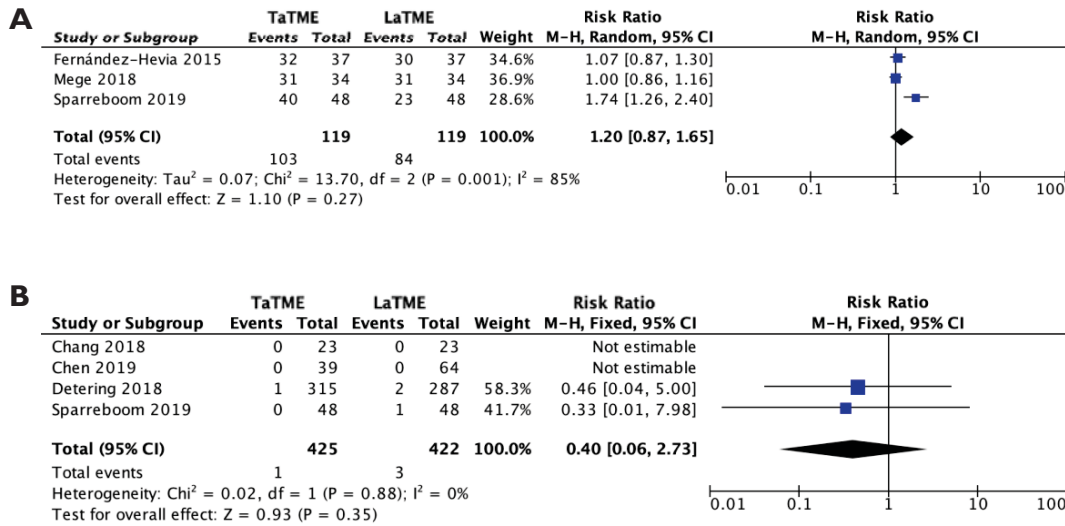 A
TaTME LaTME Risk Ratio Risk Ratio
Study or Subgroup Events Total Events Total Weight M-H, Random, 95% CI M-H, Random, 95% CI
Fernández-Hevia 2015 32 37 30 37 34.6% 1.07 [0.87, 1.30]
Mege 2018 31 34 31 34 36.9% 1.00 [0.86, 1.16]
Sparreboom 2019 40 48 23 48 28.6% 1.74 [1.26, 2.40]
Total (95% CI) 119 119 100.0% 1.20 [0.87, 1.65]
Total events 103 84
Heterogeneity: Tau² = 0.07; Chi² = 13.70, df = 2 (P = 0.001); I² = 85%
Test for overall effect: Z = 1.10 (P = 0.27)
0.01 0.1 1 10 100
B
TaTME LaTME Risk Ratio Risk Ratio
Study or Subgroup Events Total Events Total Weight M-H, Fixed, 95% CI M-H, Fixed, 95% CI
Chang 2018 0 23 0 23 Not estimable
Chen 2019 0 39 0 64 Not estimable
Detering 2018 1 315 2 287 58.3% 0.46 [0.04, 5.00]
Sparreboom 2019 0 48 1 48 41.7% 0.33 [0.01, 7.98]
Total (95% CI) 425 422 100.0% 0.40 [0.06, 2.73]
Total events 1 3
Heterogeneity: Chi² = 0.02, df = 1 (P = 0.88); I² = 0%
Test for overall effect: Z = 0.93 (P = 0.35)
0.01 0.1 1 10 100